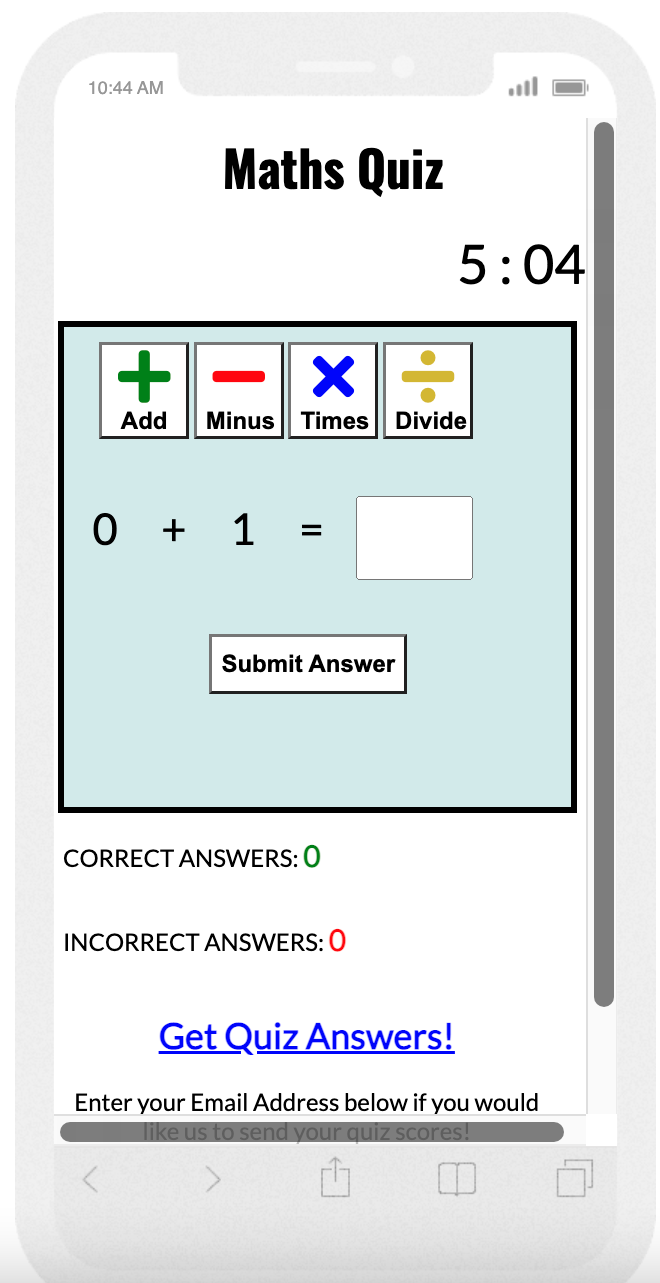 10:44 AM
Maths Quiz
5 : 04
Add Minus Times Divide
0 + 1 =
Submit Answer
CORRECT ANSWERS: 0
INCORRECT ANSWERS: 0
Get Quiz Answers!
Enter your Email Address below if you would
like us to send your quiz scores!